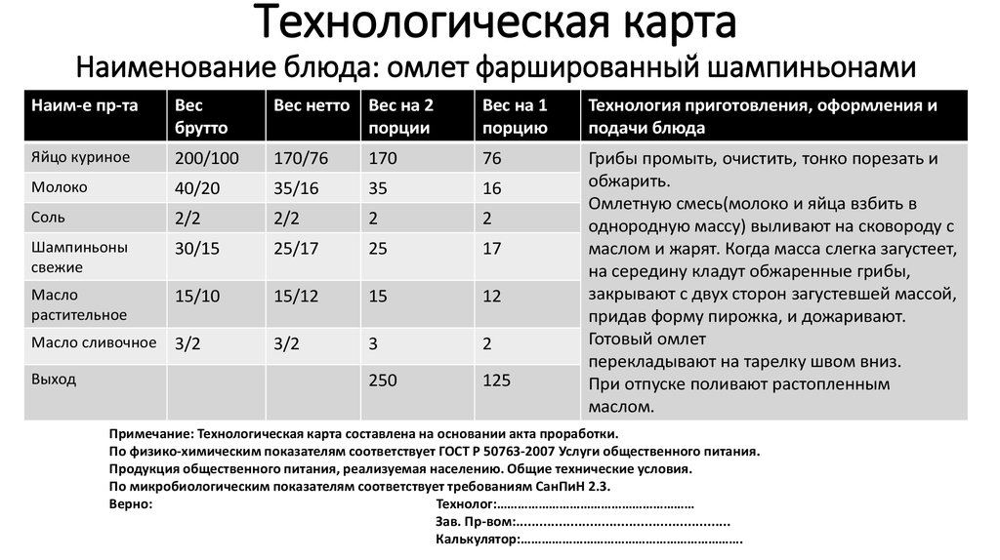 Технологическая карта
Наименование блюда: омлет фаршированный шампиньонами
Наим-е пр-та Вес брутто Вес нетто Вес на 2 порции Вес на 1 порцию Технология приготовления, оформления и подачи блюда
Яйцо куриное 200/100 170/76 170 76
Молоко 40/20 35/16 35 16
Соль 2/2 2/2 2 2
Шампиньоны свежие 30/15 25/17 25 17
Масло растительное 15/10 15/12 15 12
Масло сливочное 3/2 3/2 3 2
Выход 250 125
Грибы промыть, очистить, тонко порезать и
обжарить.
Омлетную смесь(молоко и яйца взбить в
однородную массу) выливают на сковороду с
маслом и жарят. Когда масса слегка загустеет,
на середину кладут обжаренные грибы,
закрывают с двух сторон загустевшей массой,
придав форму пирожка, и дожаривают.
Готовый омлет
перекладывают на тарелку швом вниз.
При отпуске поливают растопленным
маслом.
Примечание: Технологическая карта составлена на основании акта проработки.
По физико-химическим показателям соответствует ГОСТ Р 50763-2007 Услуги общественного питания.
Продукция общественного питания, реализуемая населению. Общие технические условия.
По микробиологическим показателям соответствует требованиям СанПиН 2.3.
Верно: Технолог:…………………………………………………
Зав. Пр-вом:……………………………………………………
Калькулятор:……………………………………………………….